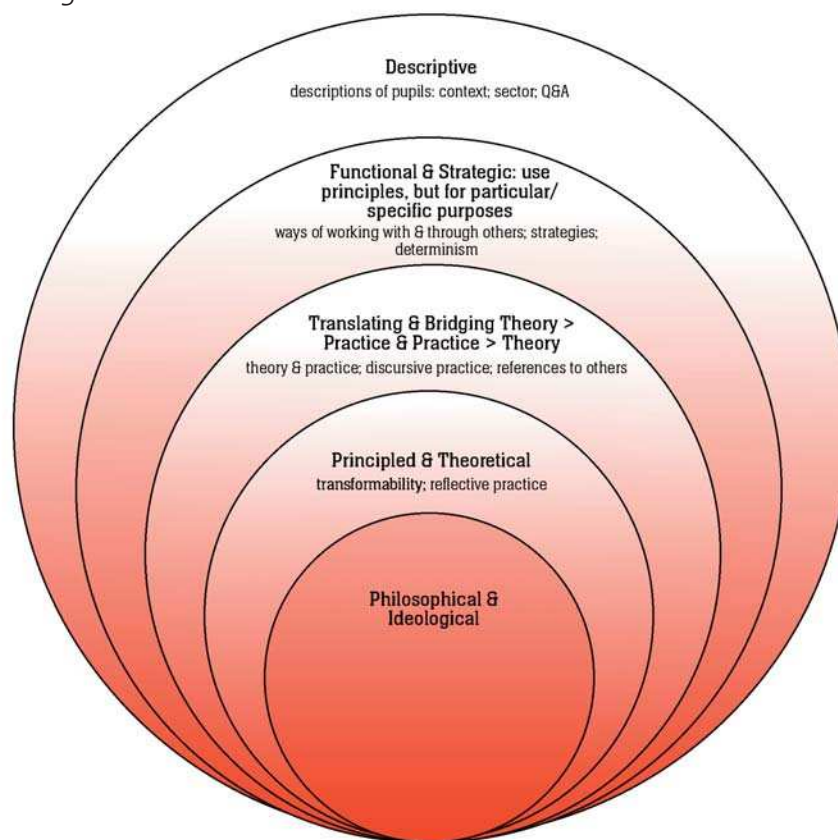 Descriptive
descriptions of pupils: context; sector; Q&A
Functional & Strategic: use
principles, but for particular/
specific purposes
ways of working with & through others; strategies;
determinism
Translating & Bridging Theory >
Practice & Practice > Theory
theory & practice; discursive practice; references to others
Principled & Theoretical
transformability; reflective practice
Philosophical &
Ideological